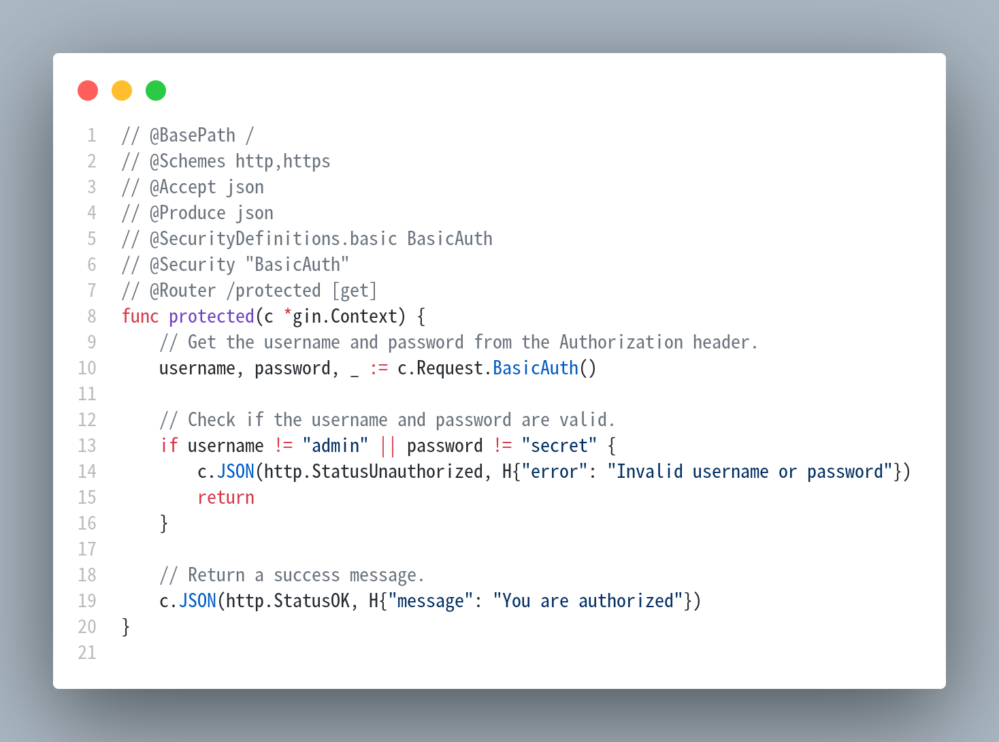 1 // @BasePath /
2 // @Schemes http,https
3 // @Accept json
4 // @Produce json
5 // @SecurityDefinitions.basic BasicAuth
6 // @Security "BasicAuth"
7 // @Router /protected [get]
8 func protected(c *gin.Context) {
9     // Get the username and password from the Authorization header.
10     username, password, _ := c.Request.BasicAuth()
11
12     // Check if the username and password are valid.
13     if username != "admin" || password != "secret" {
14         c.JSON(http.StatusUnauthorized, H{"error": "Invalid username or password"})
15         return
16     }
17
18     // Return a success message.
19     c.JSON(http.StatusOK, H{"message": "You are authorized"})
20 }
21